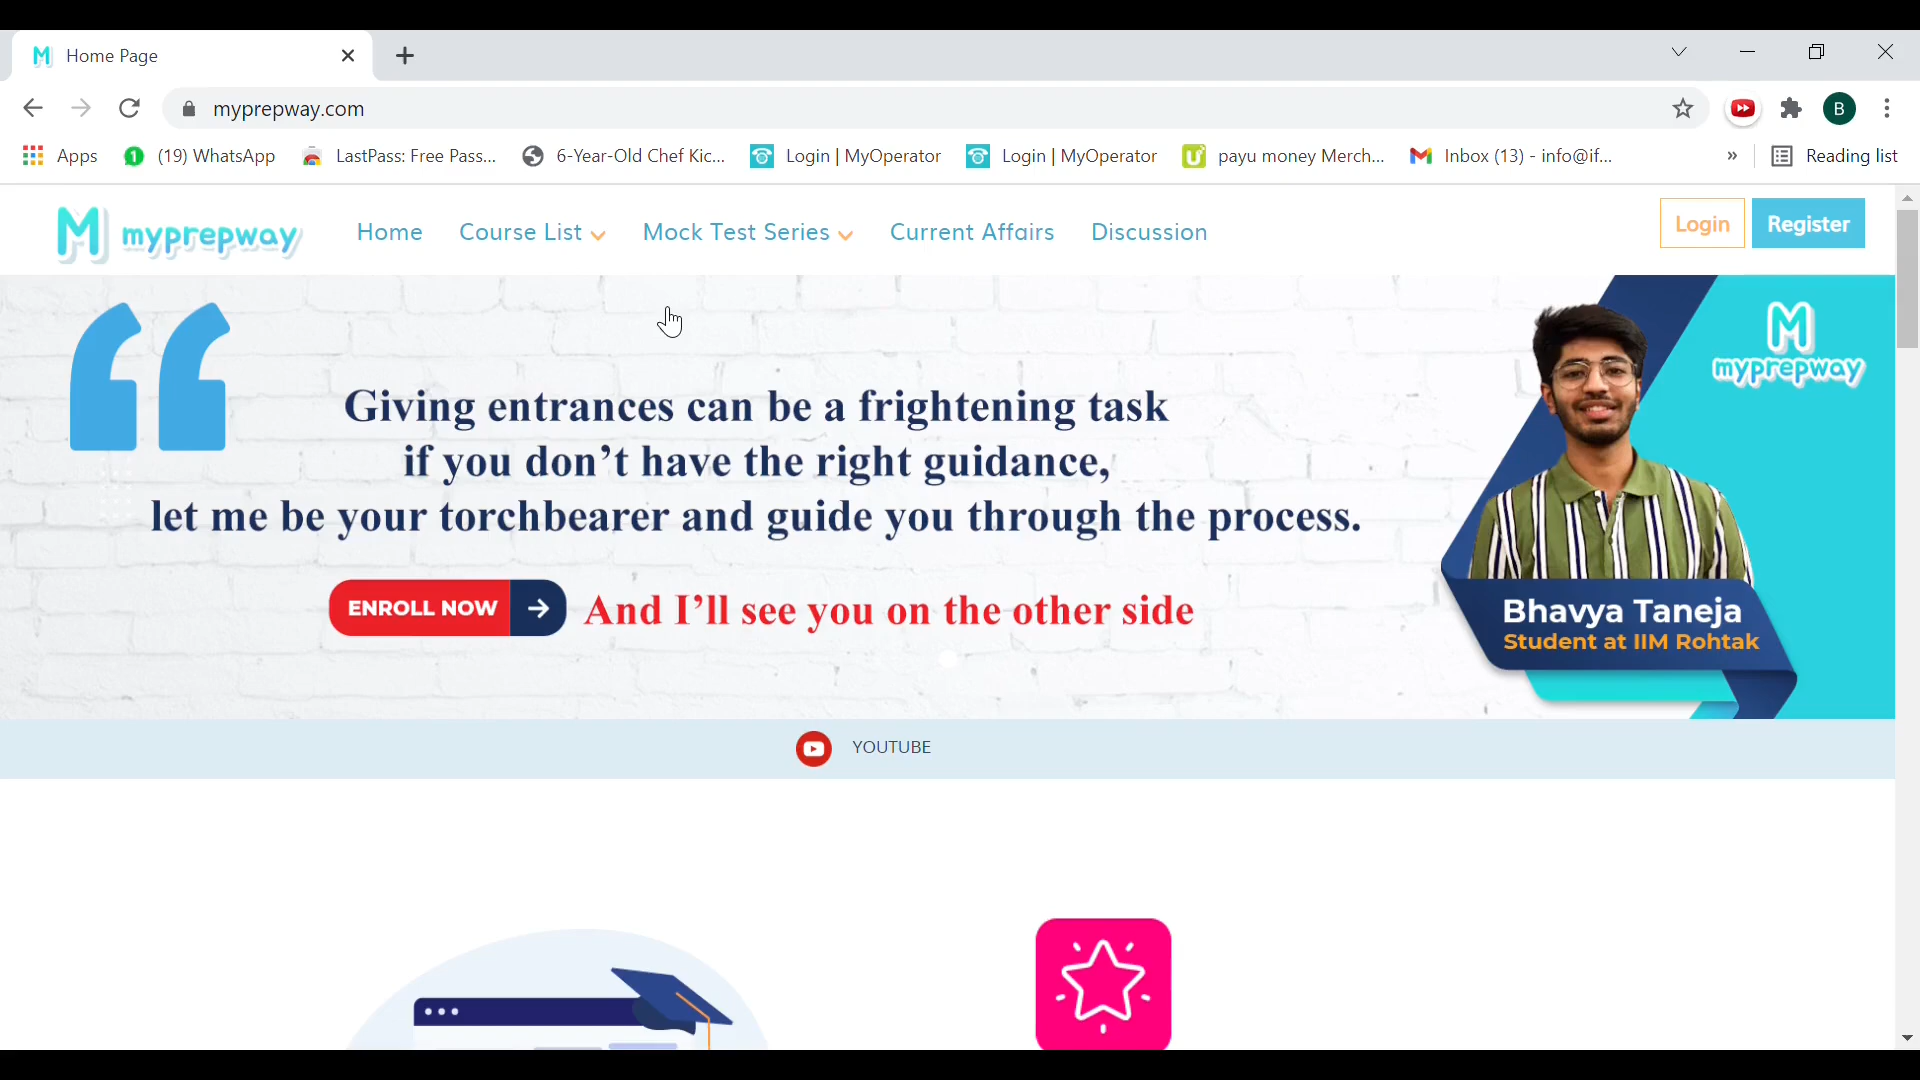 Home Page
myprepway.com
B
Apps
(19) WhatsApp
LastPass: Free Pass...
6-Year-Old Chef Kic...
Login | MyOperator
Login | MyOperator
payu money Merch...
Inbox (13) - info@if...
»
Reading list
M myprepway
Home
Course List
Mock Test Series
Current Affairs
Discussion
Login
Register
M
myprepway
Giving entrances can be a frightening task
if you don’t have the right guidance,
let me be your torchbearer and guide you through the process.
ENROLL NOW
And I’ll see you on the other side
Bhavya Taneja
Student at IIM Rohtak
YOUTUBE